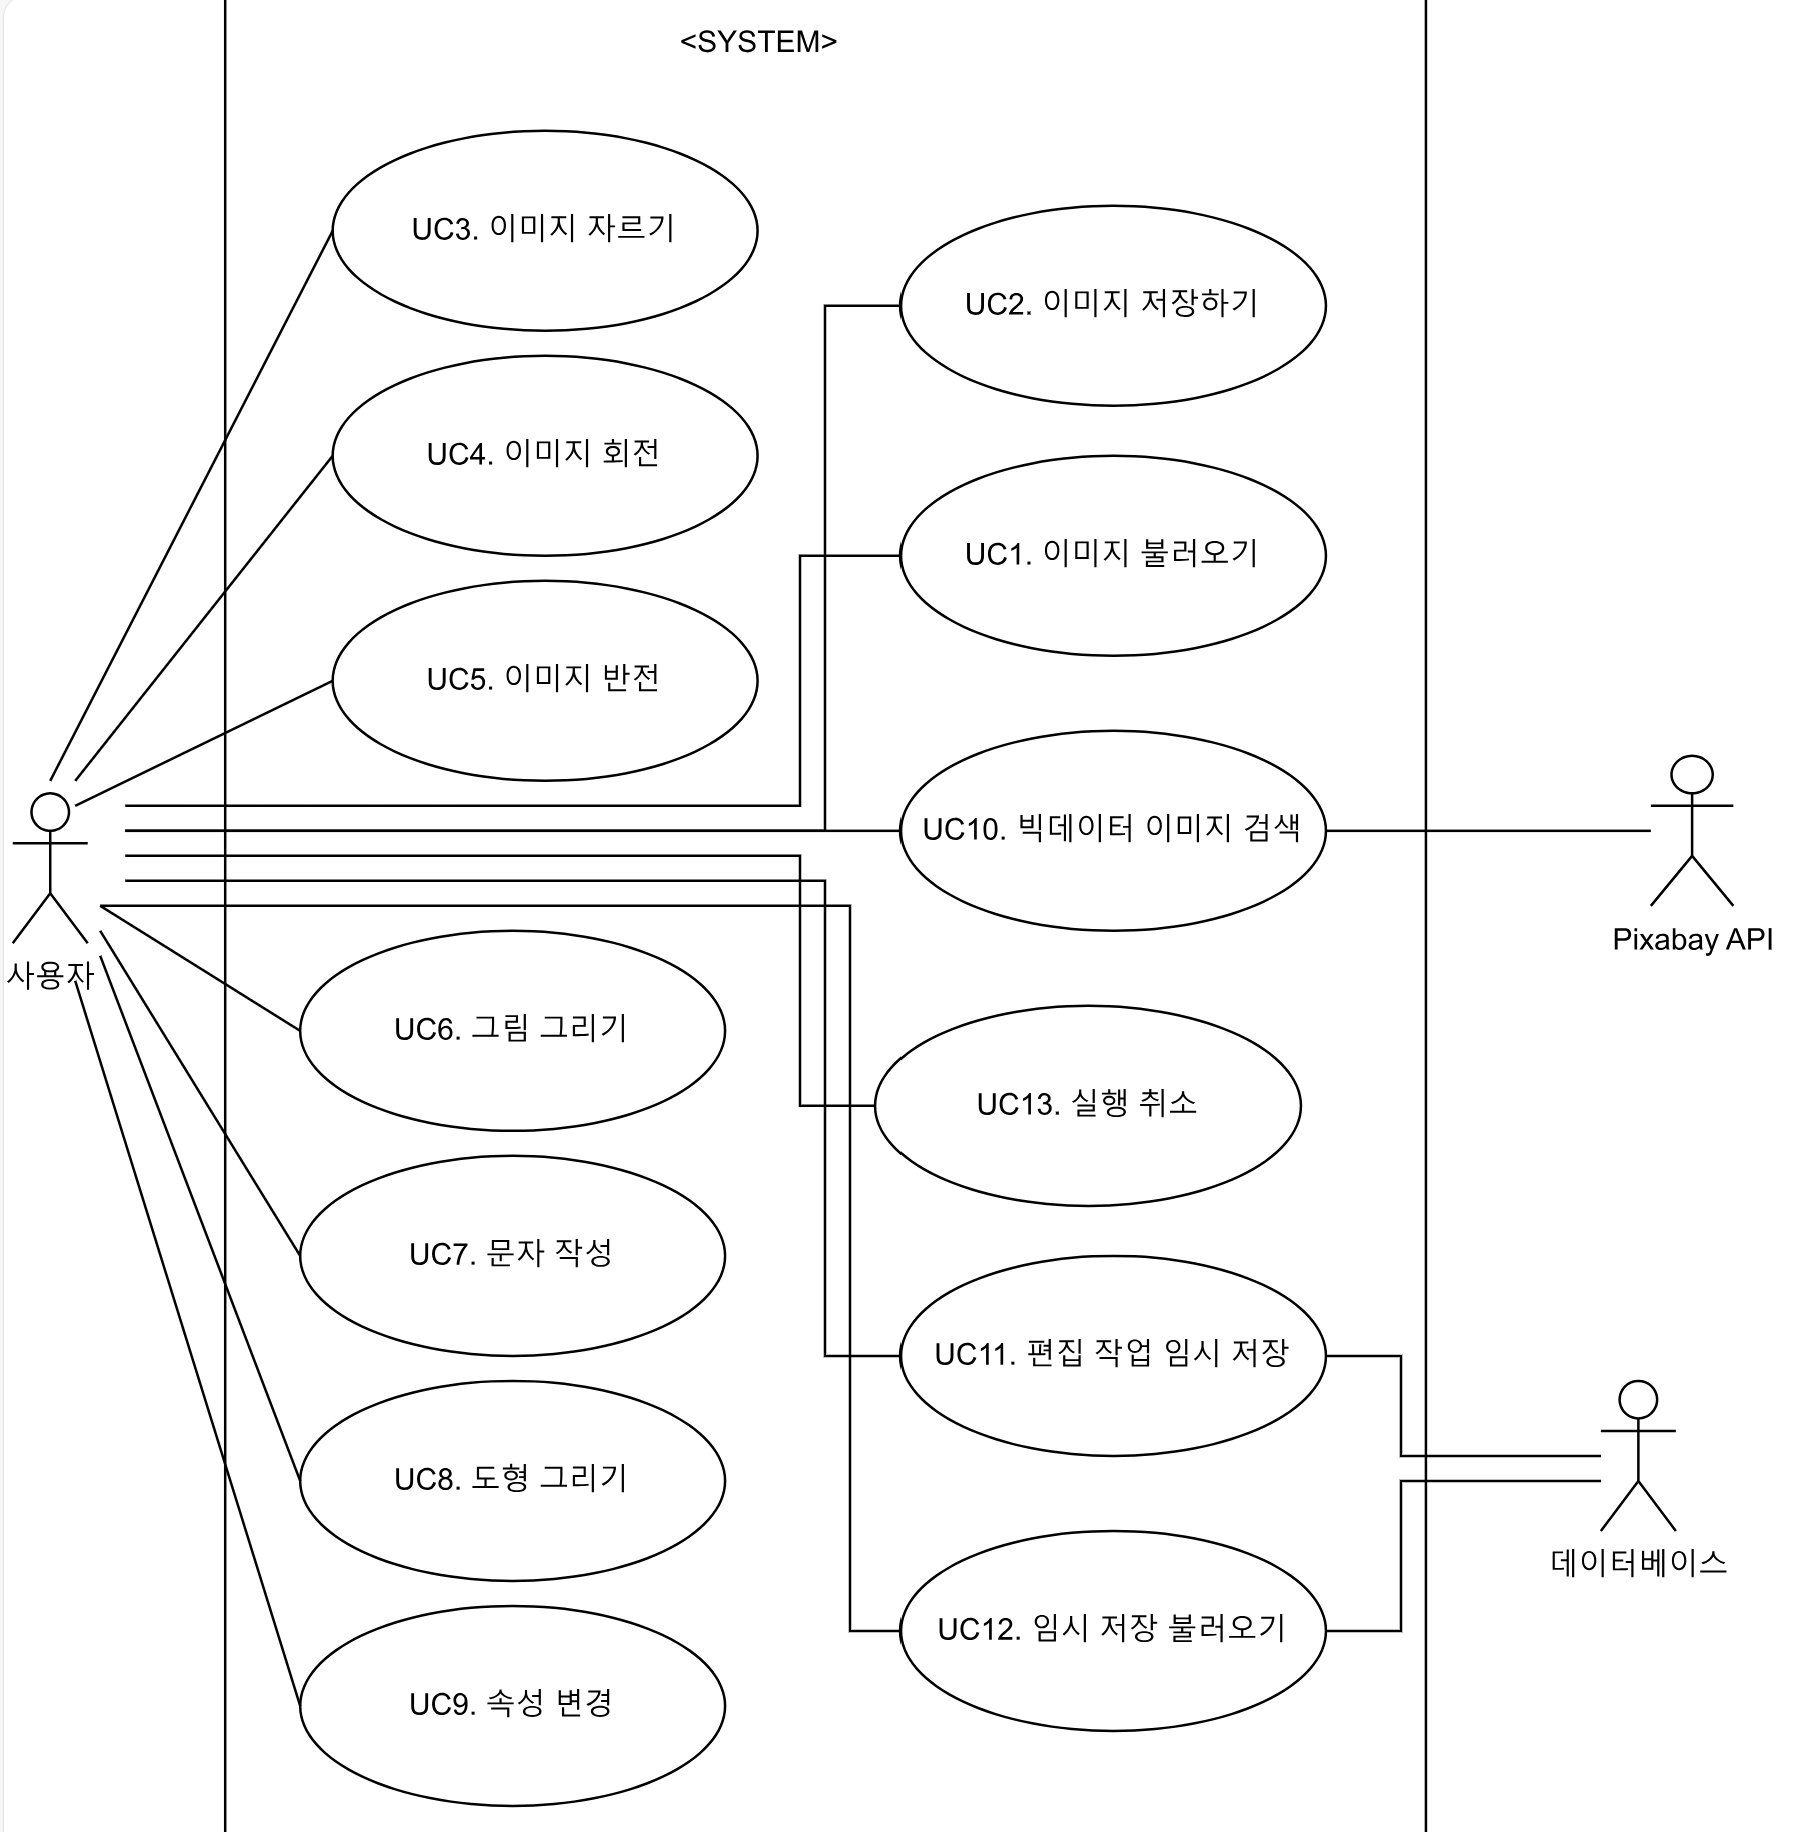 <SYSTEM>
UC3. 이미지 자르기
UC4. 이미지 회전
UC5. 이미지 반전
UC2. 이미지 저장하기
UC1. 이미지 불러오기
UC10. 빅데이터 이미지 검색
Pixabay API
사용자
UC6. 그림 그리기
UC7. 문자 작성
UC8. 도형 그리기
UC9. 속성 변경
UC13. 실행 취소
UC11. 편집 작업 임시 저장
UC12. 임시 저장 불러오기
데이터베이스